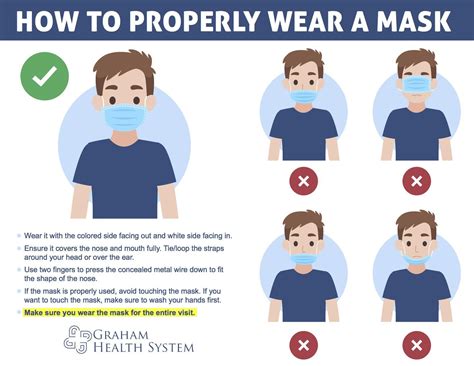 HOW TO PROPERLY WEAR A MASK
Wear it with the colored side facing out and white side facing in.
Ensure it covers the nose and mouth fully. Tie/loop the straps
around your head or over the ear.
Use two fingers to press the concealed metal wire down to fit
the shape of the nose.
If the mask is properly used, avoid touching the mask. If you
want to touch the mask, make sure to wash your hands first.
Make sure you wear the mask for the entire visit.
GRAHAM
HEALTH SYSTEM